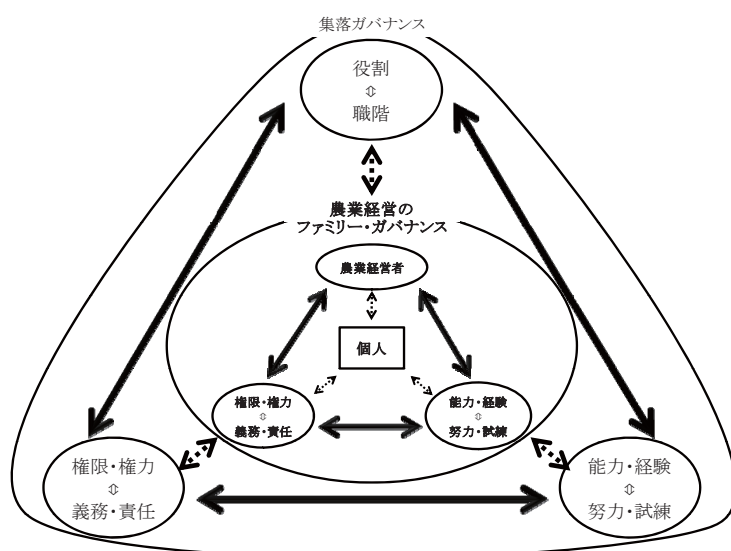 集落ガバナンス
役割
⇕
職階
農業経営の
ファミリー・ガバナンス
農業経営者
個人
権限・権力
⇕
義務・責任
能力・経験
⇕
努力・試練
権限・権力
⇕
義務・責任
能力・経験
⇕
努力・試練